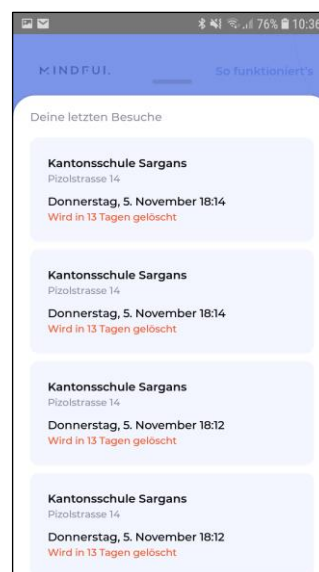 76% 10:36
MINDFUL
So funktioniert's
Deine letzten Besuche
Kantonsschule Sargans
Pizolstrasse 14
Donnerstag, 5. November 18:14
Wird in 13 Tagen gelöscht
Kantonsschule Sargans
Pizolstrasse 14
Donnerstag, 5. November 18:14
Wird in 13 Tagen gelöscht
Kantonsschule Sargans
Pizolstrasse 14
Donnerstag, 5. November 18:12
Wird in 13 Tagen gelöscht
Kantonsschule Sargans
Pizolstrasse 14
Donnerstag, 5. November 18:12
Wird in 13 Tagen gelöscht